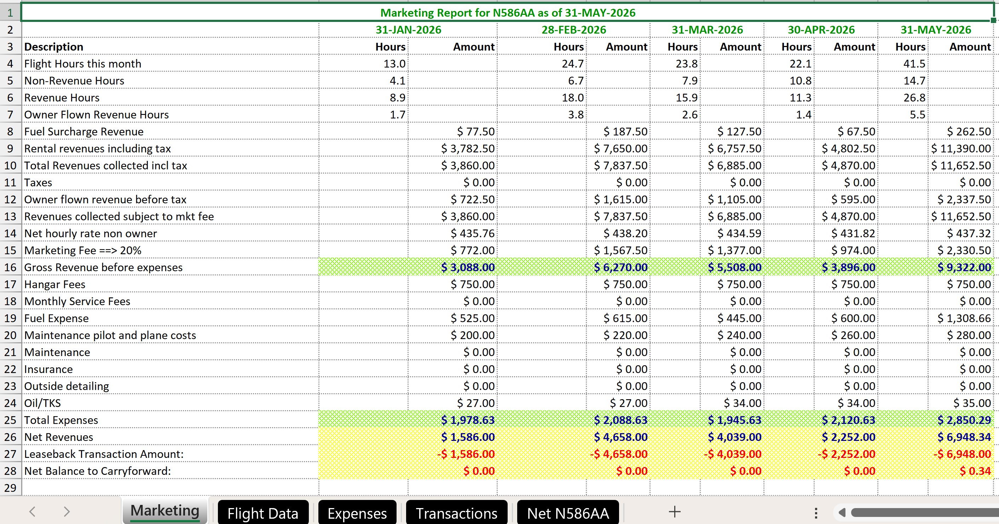 1 Marketing Report for N586AA as of 31-MAY-2026
2 31-JAN-2026 28-FEB-2026 31-MAR-2026 30-APR-2026 31-MAY-2026
3 Description Hours Amount Hours Amount Hours Amount Hours Amount Hours Amount
4 Flight Hours this month 13.0 24.7 23.8 22.1 41.5
5 Non-Revenue Hours 4.1 6.7 7.9 10.8 14.7
6 Revenue Hours 8.9 18.0 15.9 11.3 26.8
7 Owner Flown Revenue Hours 1.7 3.8 2.6 1.4 5.5
8 Fuel Surcharge Revenue $ 77.50 $ 187.50 $ 127.50 $ 67.50 $ 262.50
9 Rental revenues including tax $ 3,782.50 $ 7,650.00 $ 6,757.50 $ 4,802.50 $ 11,390.00
10 Total Revenues collected incl tax $ 3,860.00 $ 7,837.50 $ 6,885.00 $ 4,870.00 $ 11,652.50
11 Taxes $ 0.00 $ 0.00 $ 0.00 $ 0.00 $ 0.00
12 Owner flown revenue before tax $ 722.50 $ 1,615.00 $ 1,105.00 $ 595.00 $ 2,337.50
13 Revenues collected subject to mkt fee $ 3,860.00 $ 7,837.50 $ 6,885.00 $ 4,870.00 $ 11,652.50
14 Net hourly rate non owner $ 435.76 $ 438.20 $ 434.59 $ 431.82 $ 437.32
15 Marketing Fee ==> 20% $ 772.00 $ 1,567.50 $ 1,377.00 $ 974.00 $ 2,330.50
16 Gross Revenue before expenses $ 3,088.00 $ 6,270.00 $ 5,508.00 $ 3,896.00 $ 9,322.00
17 Hangar Fees $ 750.00 $ 750.00 $ 750.00 $ 750.00 $ 750.00
18 Monthly Service Fees $ 0.00 $ 0.00 $ 0.00 $ 0.00 $ 0.00
19 Fuel Expense $ 525.00 $ 615.00 $ 445.00 $ 600.00 $ 1,308.66
20 Maintenance pilot and plane costs $ 200.00 $ 220.00 $ 240.00 $ 260.00 $ 280.00
21 Maintenance $ 0.00 $ 0.00 $ 0.00 $ 0.00 $ 0.00
22 Insurance $ 0.00 $ 0.00 $ 0.00 $ 0.00 $ 0.00
23 Outside detailing $ 0.00 $ 0.00 $ 0.00 $ 0.00 $ 0.00
24 Oil/TKS $ 27.00 $ 27.00 $ 34.00 $ 34.00 $ 35.00
25 Total Expenses $ 1,978.63 $ 2,088.63 $ 1,945.63 $ 2,120.63 $ 2,850.29
26 Net Revenues $ 1,586.00 $ 4,658.00 $ 4,039.00 $ 2,252.00 $ 6,948.34
27 Leaseback Transaction Amount: -$ 1,586.00 -$ 4,658.00 -$ 4,039.00 -$ 2,252.00 -$ 6,948.00
28 Net Balance to Carryforward: $ 0.00 $ 0.00 $ 0.00 $ 0.00 $ 0.34
29
Marketing Flight Data Expenses Transactions Net N586AA